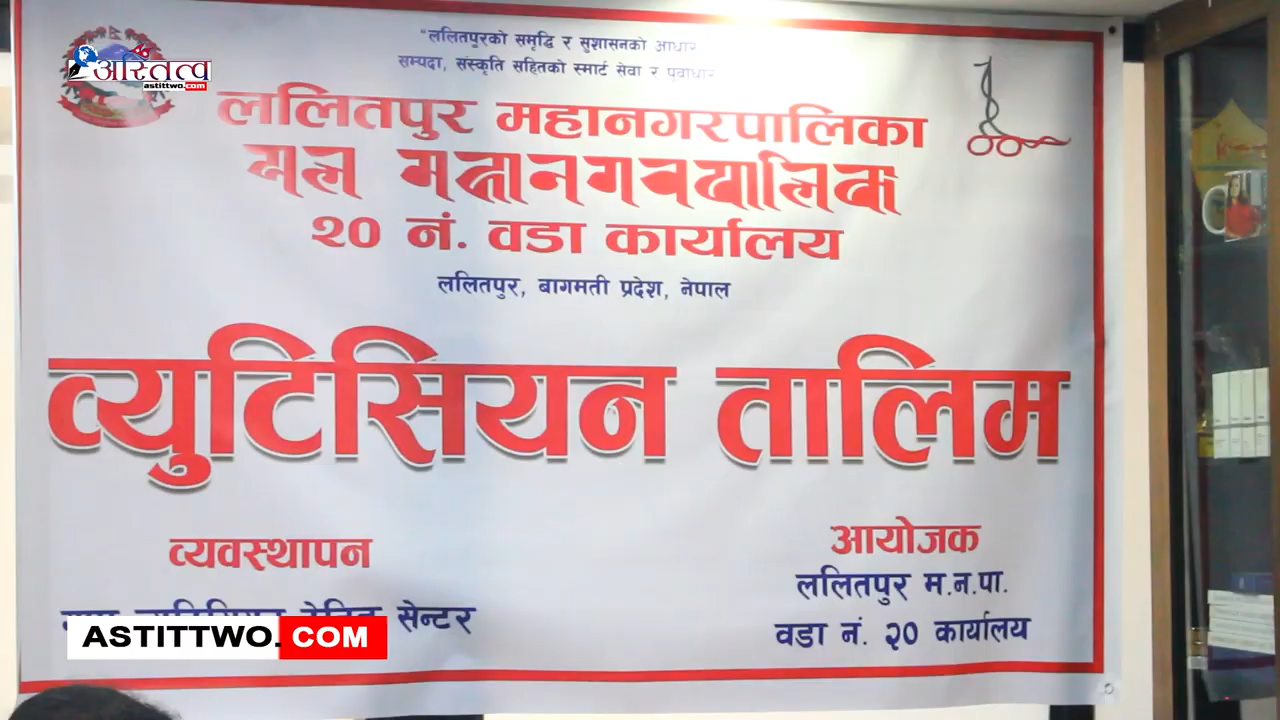 अस्तित्व
astittwo.com
"ललितपुरको समृद्धि र सुशासनको आधार
सम्पदा, संस्कृति सहितको स्मार्ट सेवा र पूर्वाधार
ललितपुर महानगरपालिका
२० नं. वडा कार्यालय
ललितपुर, बागमती प्रदेश, नेपाल
व्युटिसियन तालिम
व्यवस्थापन
सेन्टर
आयोजक
ललितपुर म.न.पा.
वडा नं. २० कार्यालय
ASTITTWO.COM